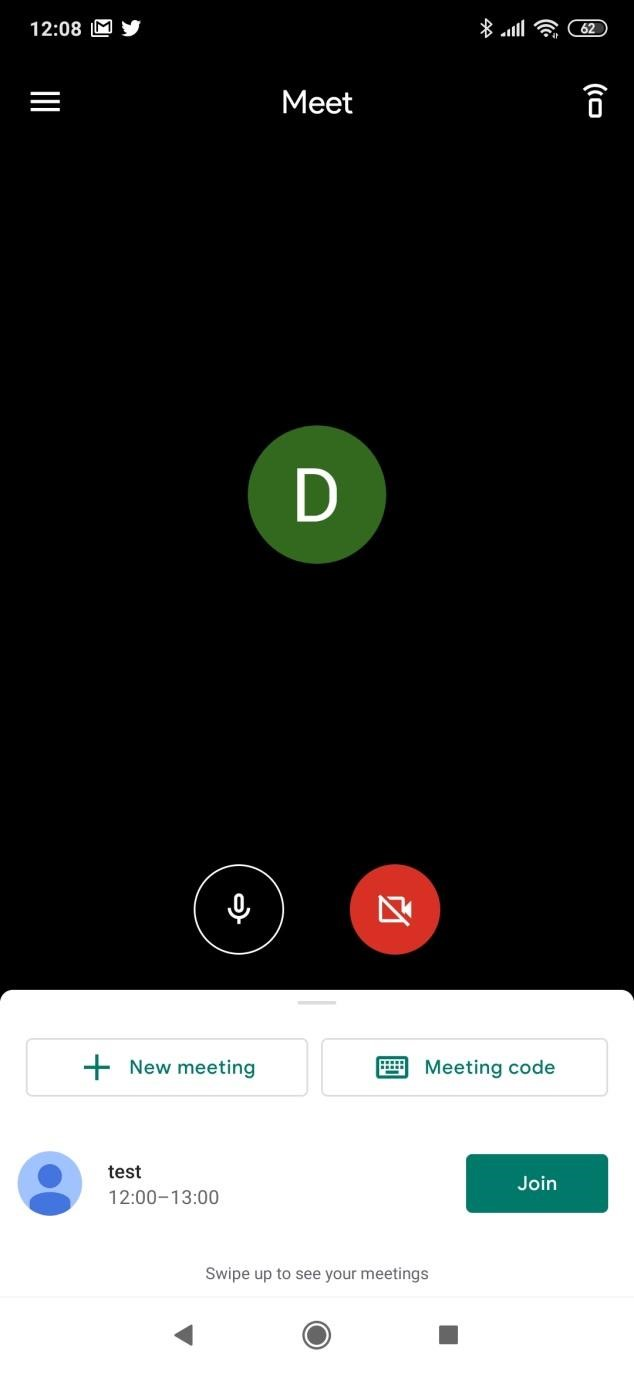 12:08
62
Meet
D
New meeting
Meeting code
test
12:00–13:00
Join
Swipe up to see your meetings